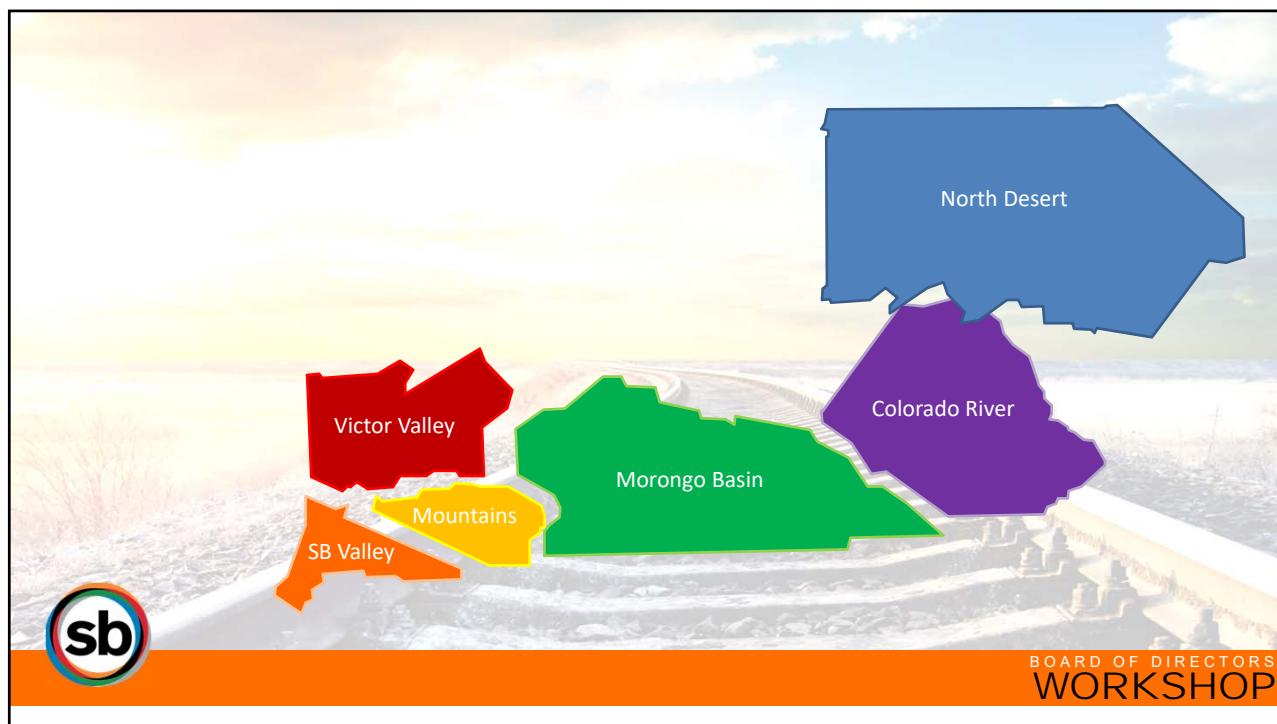 North Desert
Colorado River
Victor Valley
Morongo Basin
Mountains
SB Valley
sb
BOARD OF DIRECTORS
WORKSHOP